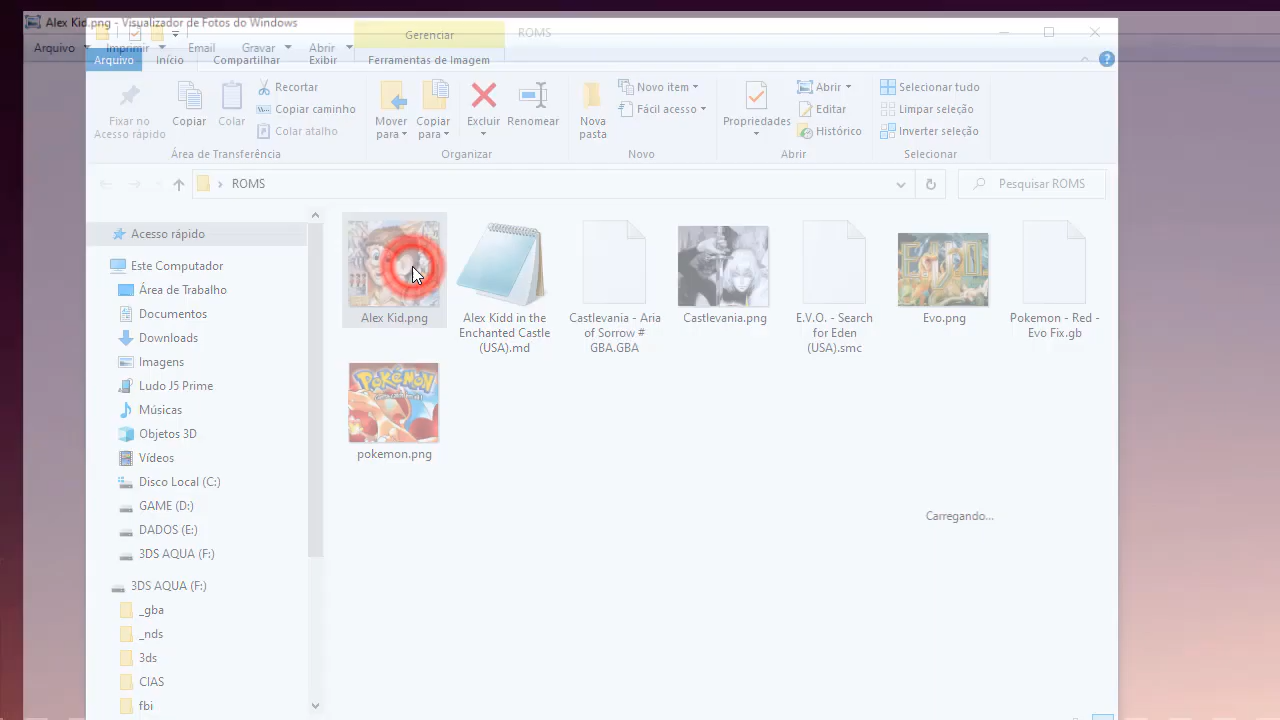 Alex Kid.png - Visualizador de Fotos do Windows
Arquivo Imprimir Email Gravar Abrir
Gerenciar
ROMS
Arquivo Início Compartilhar Exibir Ferramentas de Imagem
Fixar no
Acesso rápido
Copiar
Colar
Recortar
Copiar caminho
Colar atalho
Mover
para
Copiar
para
Excluir
Renomear
Nova
pasta
Novo item
Fácil acesso
Propriedades
Abrir
Editar
Histórico
Selecionar tudo
Limpar seleção
Inverter seleção
Área de Transferência
Organizar
Novo
Abrir
Selecionar
ROMS
Pesquisar ROMS
Acesso rápido
Este Computador
Área de Trabalho
Documentos
Downloads
Imagens
Ludo J5 Prime
Músicas
Objetos 3D
Vídeos
Disco Local (C:)
GAME (D:)
DADOS (E:)
3DS AQUA (F:)
3DS AQUA (F:)
_gba
_nds
3ds
CIAS
fbi
Alex Kid.png
Alex Kidd in the
Enchanted Castle
(USA).md
Castlevania - Aria
of Sorrow #
GBA.GBA
Castlevania.png
E.V.O. - Search
for Eden
(USA).smc
EVO
Evo.png
Pokemon - Red -
Evo Fix.gb
POKéMON
pokemon.png
Carregando...